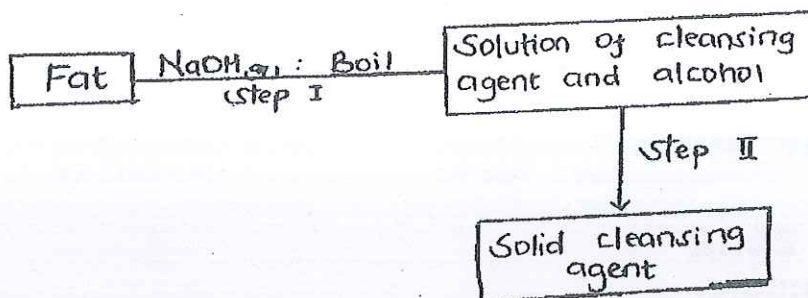 Fat
NaOH(aq) : Boil
Step I
Solution of cleansing
agent and alcohol
Step II
Solid cleansing
agent